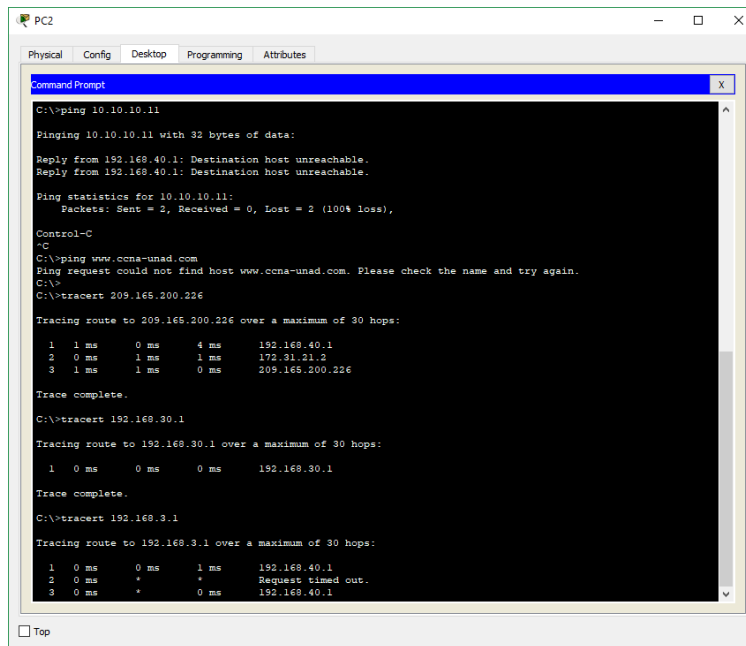 PC2
Physical Config Desktop Programming Attributes
Command Prompt X
C:\>ping 10.10.10.11
Pinging 10.10.10.11 with 32 bytes of data:
Reply from 192.168.40.1: Destination host unreachable.
Reply from 192.168.40.1: Destination host unreachable.
Ping statistics for 10.10.10.11:
Packets: Sent = 2, Received = 0, Lost = 2 (100% loss),
Control-C
^C
C:\>ping www.ccna-unad.com
Ping request could not find host www.ccna-unad.com. Please check the name and try again.
C:\>
C:\>tracert 209.165.200.226
Tracing route to 209.165.200.226 over a maximum of 30 hops:
1 1 ms 0 ms 4 ms 192.168.40.1
2 0 ms 1 ms 1 ms 172.31.21.2
3 1 ms 1 ms 0 ms 209.165.200.226
Trace complete.
C:\>tracert 192.168.30.1
Tracing route to 192.168.30.1 over a maximum of 30 hops:
1 0 ms 0 ms 0 ms 192.168.30.1
Trace complete.
C:\>tracert 192.168.3.1
Tracing route to 192.168.3.1 over a maximum of 30 hops:
1 0 ms 0 ms 1 ms 192.168.40.1
2 0 ms * * Request timed out.
3 0 ms * 0 ms 192.168.40.1
Top